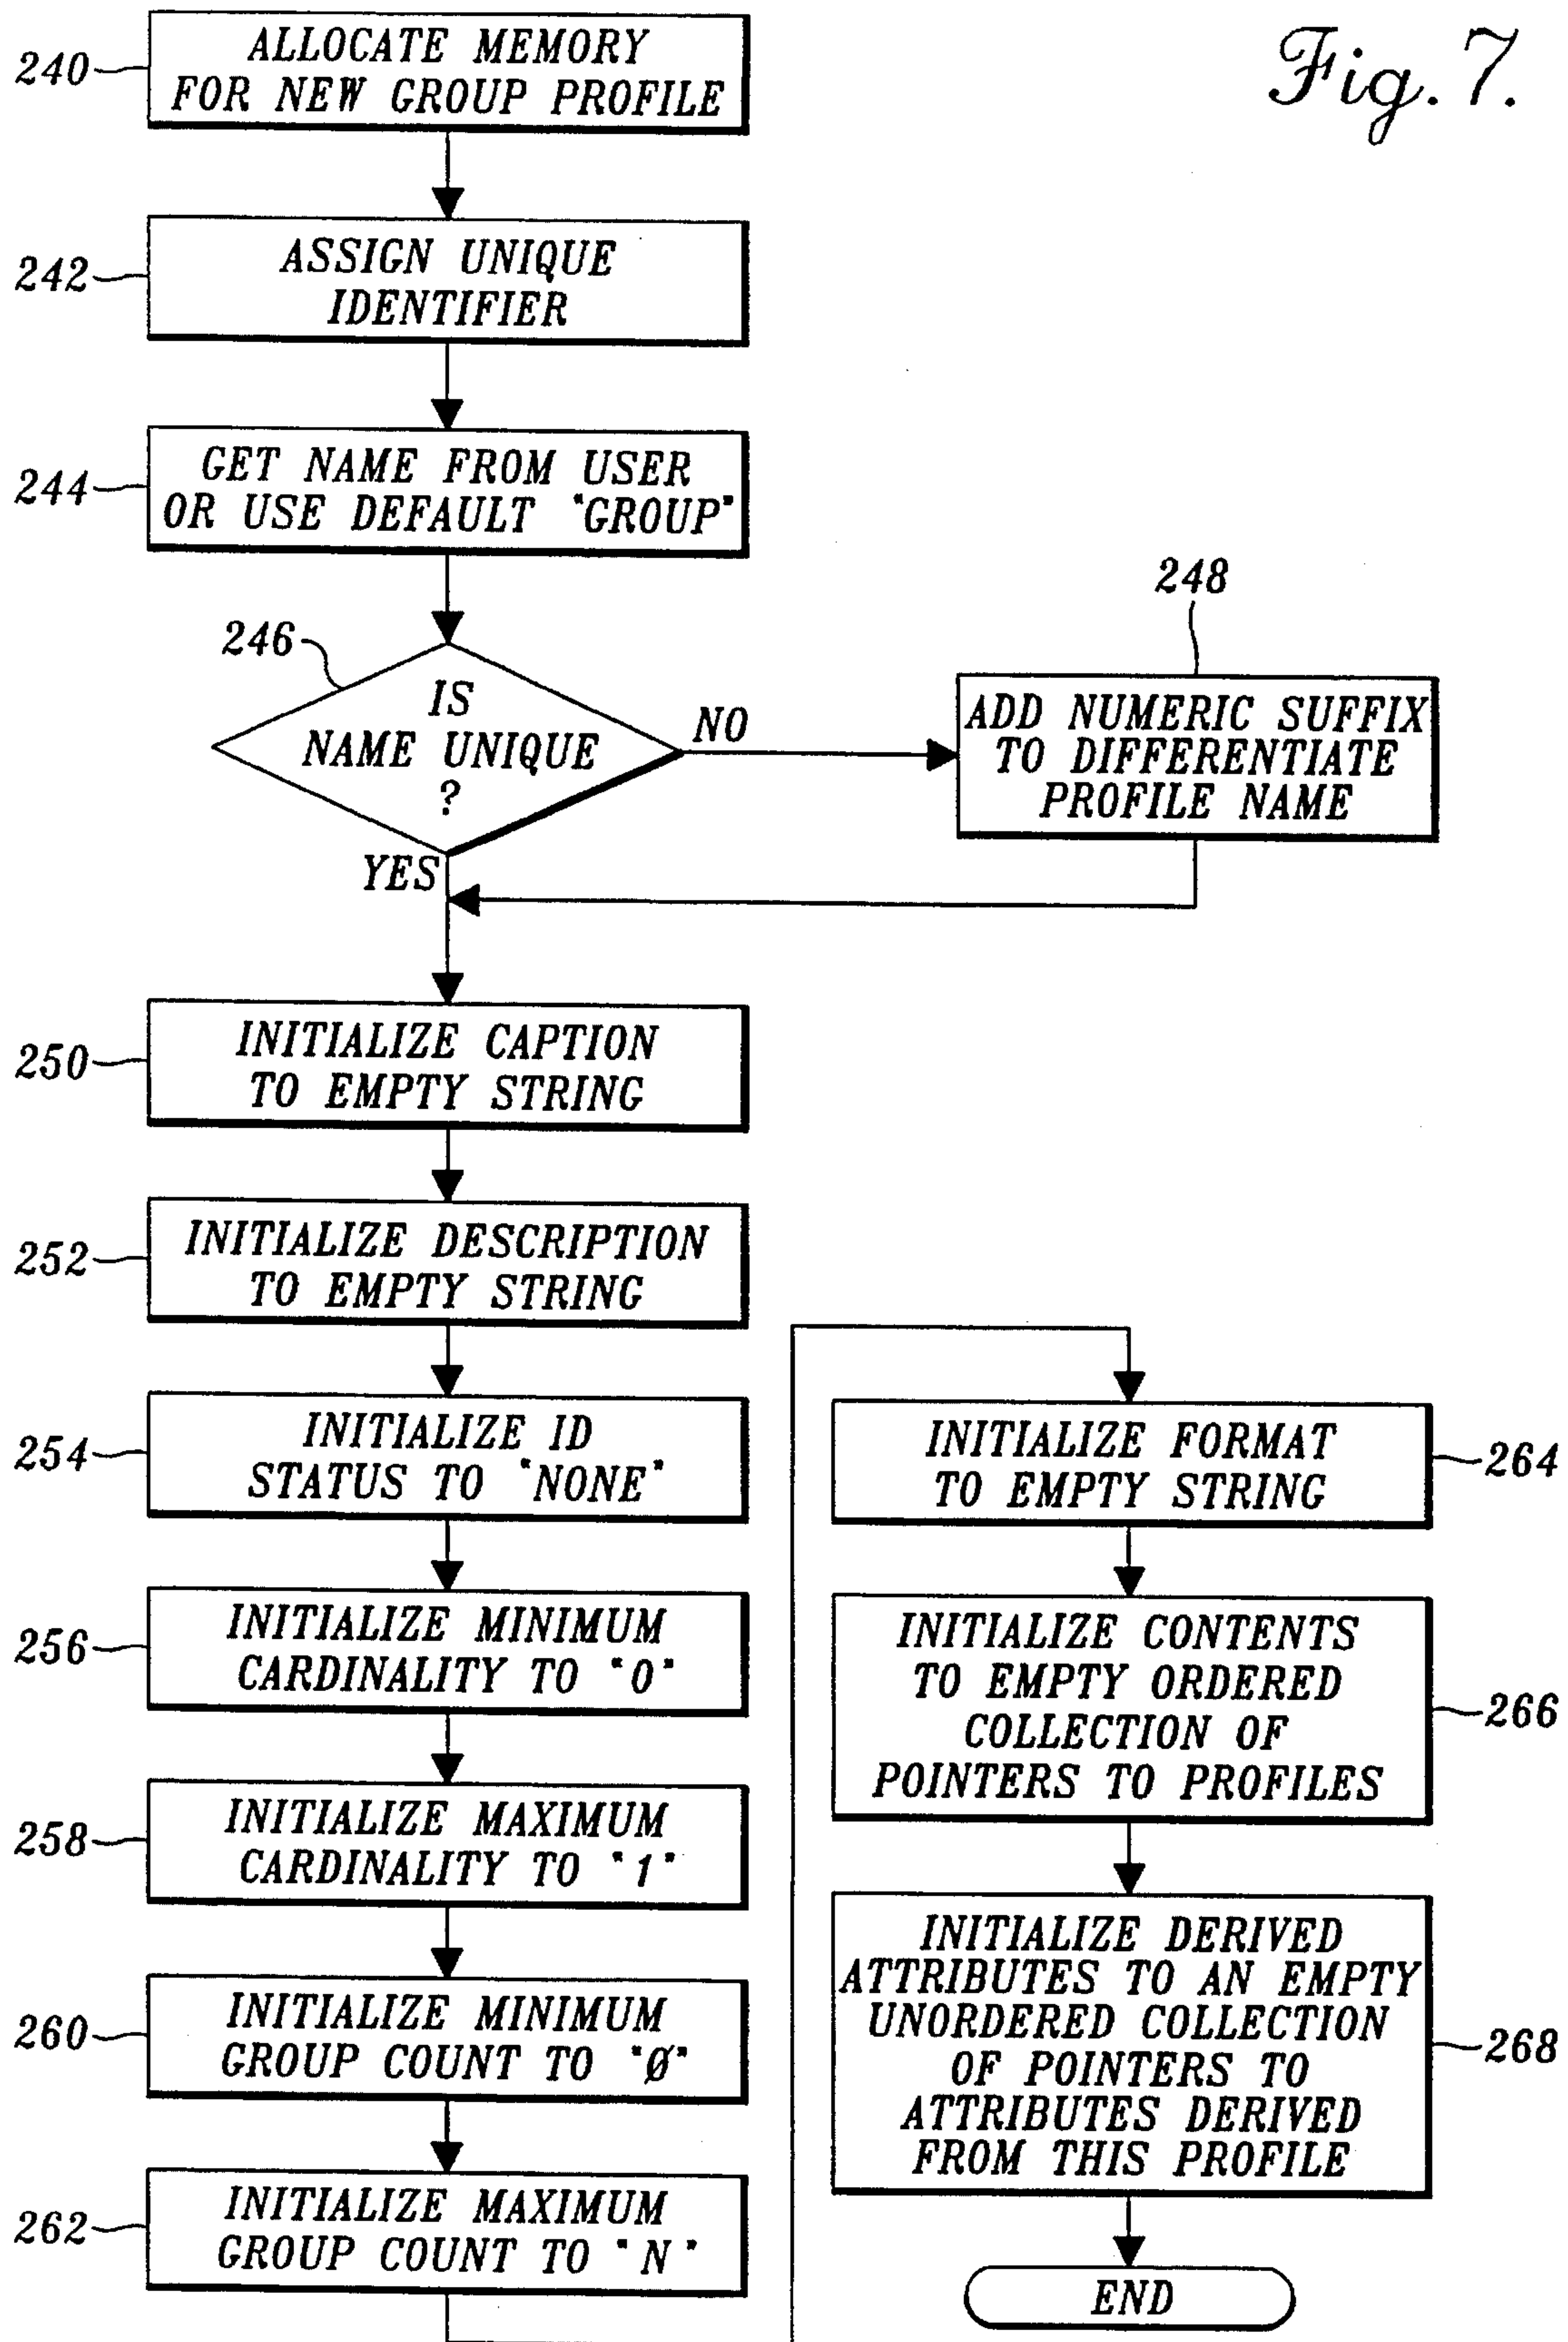 Fig. 7.
240
ALLOCATE MEMORY
FOR NEW GROUP PROFILE
242
ASSIGN UNIQUE
IDENTIFIER
244
GET NAME FROM USER
OR USE DEFAULT "GROUP"
246
IS
NAME UNIQUE
?
NO
YES
248
ADD NUMERIC SUFFIX
TO DIFFERENTIATE
PROFILE NAME
250
INITIALIZE CAPTION
TO EMPTY STRING
252
INITIALIZE DESCRIPTION
TO EMPTY STRING
254
INITIALIZE ID
STATUS TO "NONE"
256
INITIALIZE MINIMUM
CARDINALITY TO "0"
258
INITIALIZE MAXIMUM
CARDINALITY TO "1"
260
INITIALIZE MINIMUM
GROUP COUNT TO "Ø"
262
INITIALIZE MAXIMUM
GROUP COUNT TO "N"
INITIALIZE FORMAT
TO EMPTY STRING
264
INITIALIZE CONTENTS
TO EMPTY ORDERED
COLLECTION OF
POINTERS TO PROFILES
266
INITIALIZE DERIVED
ATTRIBUTES TO AN EMPTY
UNORDERED COLLECTION
OF POINTERS TO
ATTRIBUTES DERIVED
FROM THIS PROFILE
268
END